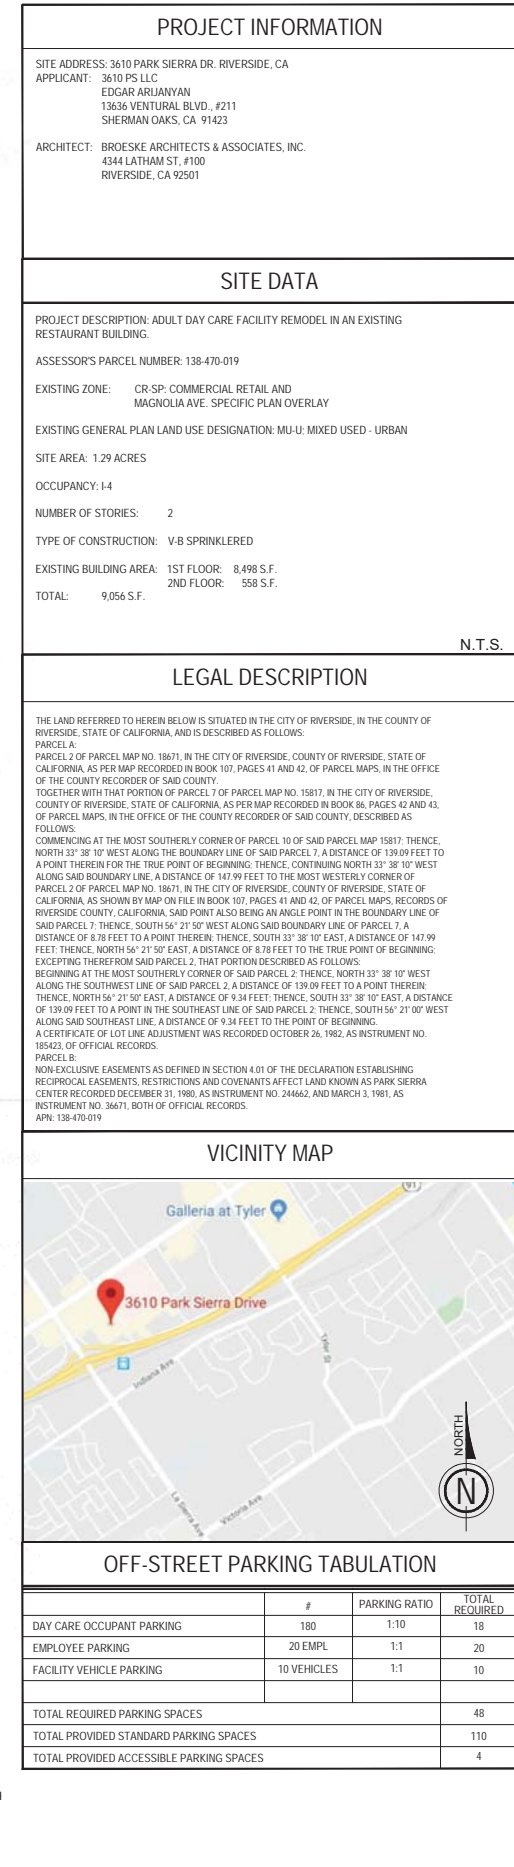 PROJECT INFORMATION
SITE ADDRESS: 3610 PARK SIERRA DR. RIVERSIDE, CA
APPLICANT: 3610 PS LLC
EDGAR ARIJANYAN
13636 VENTURAL BLVD., #211
SHERMAN OAKS, CA 91423
ARCHITECT: BROESKE ARCHITECTS & ASSOCIATES, INC.
4344 LATHAM ST, #100
RIVERSIDE, CA 92501
SITE DATA
PROJECT DESCRIPTION: ADULT DAY CARE FACILITY REMODEL IN AN EXISTING
RESTAURANT BUILDING.
ASSESSOR'S PARCEL NUMBER: 138-470-019
EXISTING ZONE: CR-SP: COMMERCIAL RETAIL AND
MAGNOLIA AVE. SPECIFIC PLAN OVERLAY
EXISTING GENERAL PLAN LAND USE DESIGNATION: MU-U; MIXED USED - URBAN
SITE AREA: 1.29 ACRES
OCCUPANCY: I-4
NUMBER OF STORIES: 2
TYPE OF CONSTRUCTION: V-B SPRINKLERED
EXISTING BUILDING AREA: 1ST FLOOR: 8,498 S.F.
2ND FLOOR: 558 S.F.
TOTAL: 9,056 S.F.
N.T.S.
LEGAL DESCRIPTION
THE LAND REFERRED TO HEREIN BELOW IS SITUATED IN THE CITY OF RIVERSIDE, IN THE COUNTY OF
RIVERSIDE, STATE OF CALIFORNIA, AND IS DESCRIBED AS FOLLOWS:
PARCEL A:
PARCEL 2 OF PARCEL MAP NO. 18671, IN THE CITY OF RIVERSIDE, COUNTY OF RIVERSIDE, STATE OF
CALIFORNIA, AS PER MAP RECORDED IN BOOK 107, PAGES 41 AND 42, OF PARCEL MAPS, IN THE OFFICE
OF THE COUNTY RECORDER OF SAID COUNTY.
TOGETHER WITH THAT PORTION OF PARCEL 7 OF PARCEL MAP NO. 15817, IN THE CITY OF RIVERSIDE,
COUNTY OF RIVERSIDE, STATE OF CALIFORNIA, AS PER MAP RECORDED IN BOOK 86, PAGES 42 AND 43,
OF PARCEL MAPS, IN THE OFFICE OF THE COUNTY RECORDER OF SAID COUNTY, DESCRIBED AS
FOLLOWS:
COMMENCING AT THE MOST SOUTHERLY CORNER OF PARCEL 10 OF SAID PARCEL MAP 15817: THENCE,
NORTH 33° 38' 10" WEST ALONG THE BOUNDARY LINE OF SAID PARCEL 7, A DISTANCE OF 139.09 FEET TO
A POINT THEREIN FOR THE TRUE POINT OF BEGINNING; THENCE, CONTINUING NORTH 33° 38' 10" WEST
ALONG SAID BOUNDARY LINE, A DISTANCE OF 147.99 FEET TO THE MOST WESTERLY CORNER OF
PARCEL 2 OF PARCEL MAP NO. 18671, IN THE CITY OF RIVERSIDE, COUNTY OF RIVERSIDE, STATE OF
CALIFORNIA, AS SHOWN BY MAP ON FILE IN BOOK 107, PAGES 41 AND 42, OF PARCEL MAPS, RECORDS OF
RIVERSIDE COUNTY, CALIFORNIA, SAID POINT ALSO BEING AN ANGLE POINT IN THE BOUNDARY LINE OF
SAID PARCEL 7: THENCE, SOUTH 56° 21' 50" WEST ALONG SAID BOUNDARY LINE OF PARCEL 7, A
DISTANCE OF 8.78 FEET TO A POINT THEREIN: THENCE, SOUTH 33° 38' 10" EAST, A DISTANCE OF 147.99
FEET: THENCE, NORTH 56° 21' 50" EAST, A DISTANCE OF 8.78 FEET TO THE TRUE POINT OF BEGINNING;
EXCEPTING THEREFROM SAID PARCEL 2, THAT PORTION DESCRIBED AS FOLLOWS:
BEGINNING AT THE MOST SOUTHERLY CORNER OF SAID PARCEL 2; THENCE, NORTH 33° 38' 10" WEST
ALONG THE SOUTHWEST LINE OF SAID PARCEL 2, A DISTANCE OF 139.09 FEET TO A POINT THEREIN;
THENCE, NORTH 56° 21' 50" EAST, A DISTANCE OF 9.34 FEET; THENCE, SOUTH 33° 38' 10" EAST, A DISTANCE
OF 139.09 FEET TO A POINT IN THE SOUTHEAST LINE OF SAID PARCEL 2: THENCE, SOUTH 56° 21' 00" WEST
ALONG SAID SOUTHEAST LINE, A DISTANCE OF 9.34 FEET TO THE POINT OF BEGINNING.
A CERTIFICATE OF LOT LINE ADJUSTMENT WAS RECORDED OCTOBER 26, 1982, AS INSTRUMENT NO.
185423, OF OFFICIAL RECORDS.
PARCEL B:
NON-EXCLUSIVE EASEMENTS AS DEFINED IN SECTION 4.01 OF THE DECLARATION ESTABLISHING
RECIPROCAL EASEMENTS, RESTRICTIONS AND COVENANTS AFFECT LAND KNOWN AS PARK SIERRA
CENTER RECORDED DECEMBER 31, 1980, AS INSTRUMENT NO. 244662, AND MARCH 3, 1981, AS
INSTRUMENT NO. 36671, BOTH OF OFFICIAL RECORDS.
APN: 138-470-019
VICINITY MAP
91
Galleria at Tyler
3610 Park Sierra Drive
Tyler St
Indiana Ave
La Sierra Ave
Victoria Ave
NORTH
N
OFF-STREET PARKING TABULATION
# PARKING RATIO TOTAL REQUIRED
DAY CARE OCCUPANT PARKING 180 1:10 18
EMPLOYEE PARKING 20 EMPL 1:1 20
FACILITY VEHICLE PARKING 10 VEHICLES 1:1 10
TOTAL REQUIRED PARKING SPACES 48
TOTAL PROVIDED STANDARD PARKING SPACES 110
TOTAL PROVIDED ACCESSIBLE PARKING SPACES 4